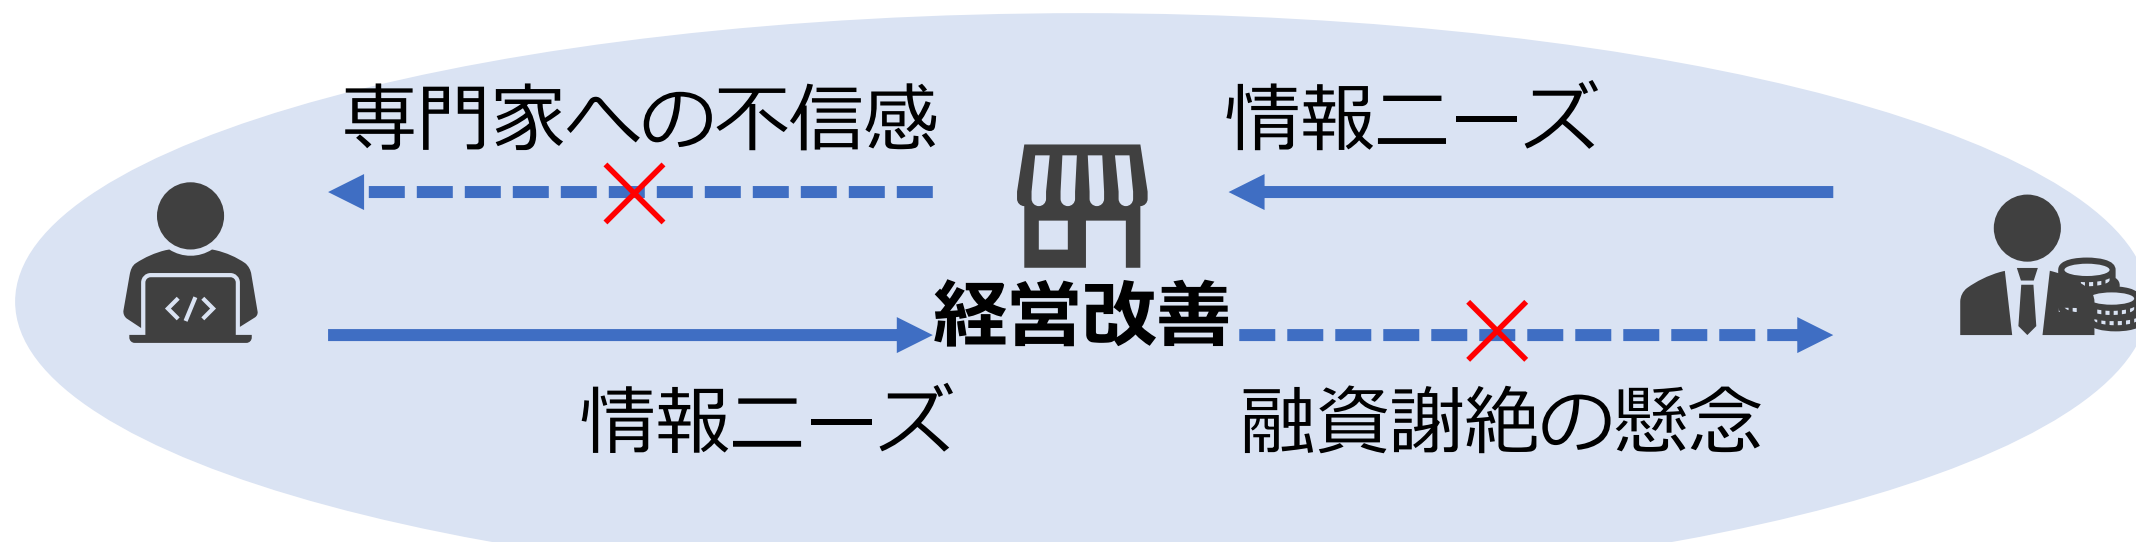 専門家への不信感
情報ニーズ
経営改善
情報ニーズ
融資謝絶の懸念